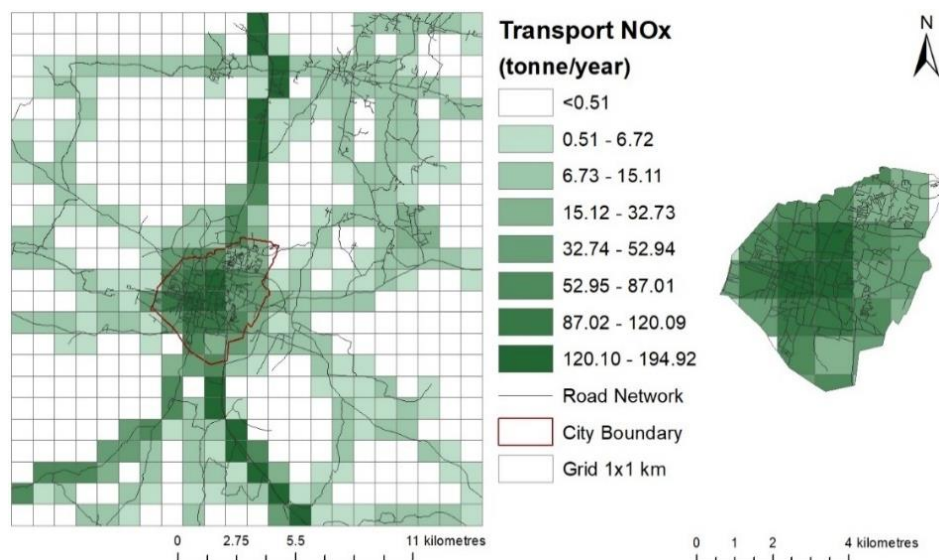 Transport NOx
(tonne/year)
<0.51
0.51 - 6.72
6.73 - 15.11
15.12 - 32.73
32.74 - 52.94
52.95 - 87.01
87.02 - 120.09
120.10 - 194.92
Road Network
City Boundary
Grid 1x1 km
N
0 2.75 5.5 11 kilometres
0 1 2 4 kilometres